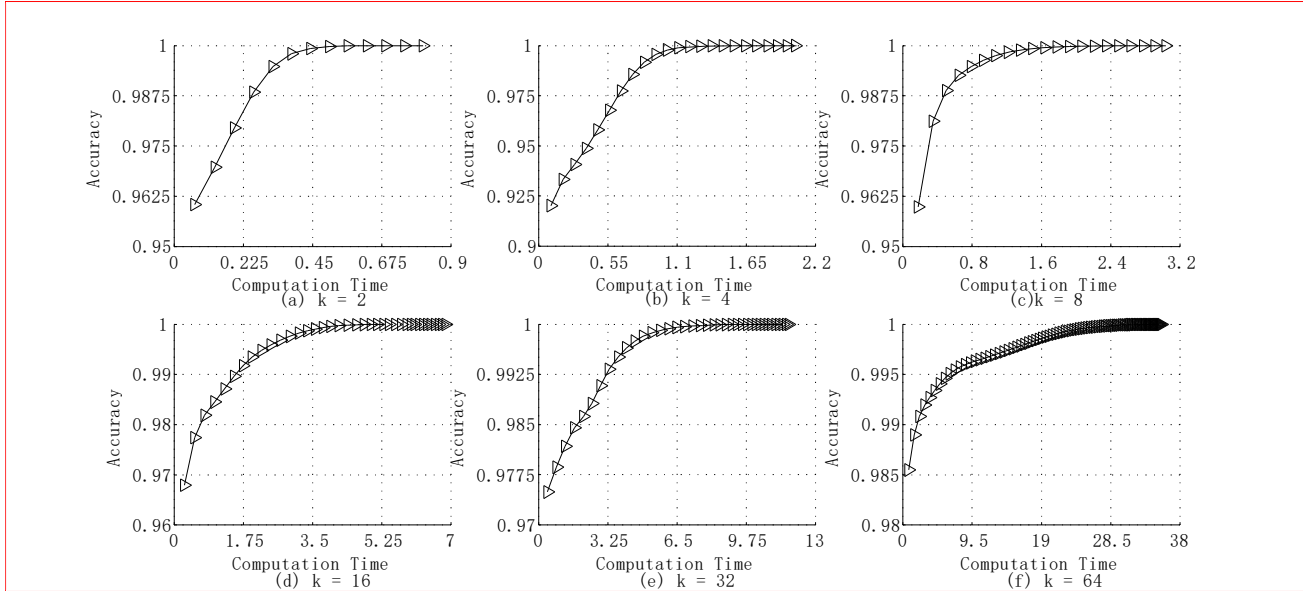 1
0.9875
0.975
0.9625
0.95
Accuracy
0 0.225 0.45 0.675 0.9
Computation Time
(a) k = 2
1
0.975
0.95
0.925
0.9
Accuracy
0 0.55 1.1 1.65 2.2
Computation Time
(b) k = 4
1
0.9875
0.975
0.9625
0.95
Accuracy
0 0.8 1.6 2.4 3.2
Computation Time
(c)k = 8
1
0.99
0.98
0.97
0.96
Accuracy
0 1.75 3.5 5.25 7
Computation Time
(d) k = 16
1
0.9925
0.985
0.9775
0.97
Accuracy
0 3.25 6.5 9.75 13
Computation Time
(e) k = 32
1
0.995
0.99
0.985
0.98
Accuracy
0 9.5 19 28.5 38
Computation Time
(f) k = 64